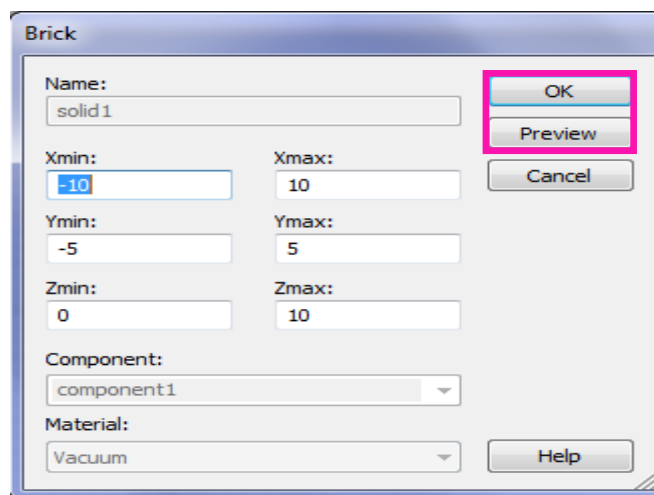 Brick
Name:
solid1
OK
Preview
Cancel
Xmin:
Xmax:
-10
10
Ymin:
Ymax:
-5
5
Zmin:
Zmax:
0
10
Component:
component1
Material:
Vacuum
Help